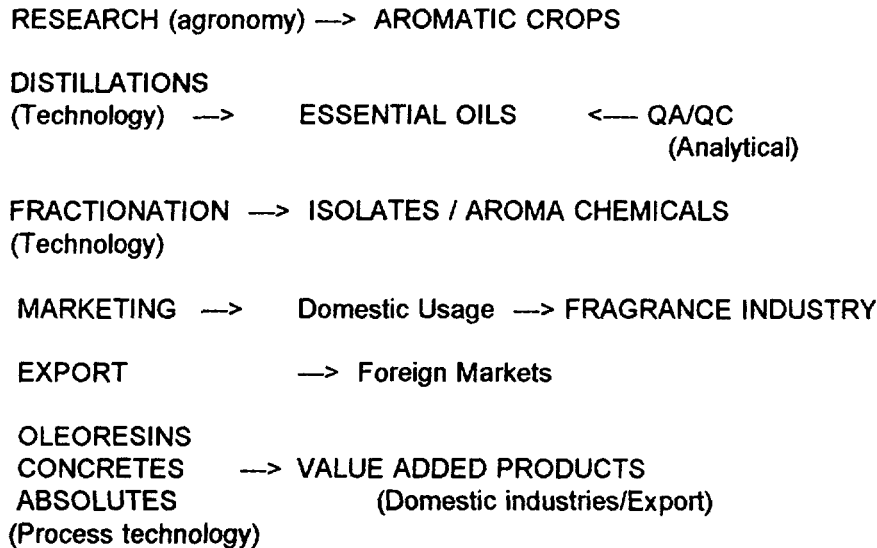 RESEARCH (agronomy) —> AROMATIC CROPS
DISTILLATIONS
(Technology) —> ESSENTIAL OILS <— QA/QC
(Analytical)
FRACTIONATION —> ISOLATES / AROMA CHEMICALS
(Technology)
MARKETING —> Domestic Usage —> FRAGRANCE INDUSTRY
EXPORT —> Foreign Markets
OLEORESINS
CONCRETES —> VALUE ADDED PRODUCTS
ABSOLUTES (Domestic industries/Export)
(Process technology)